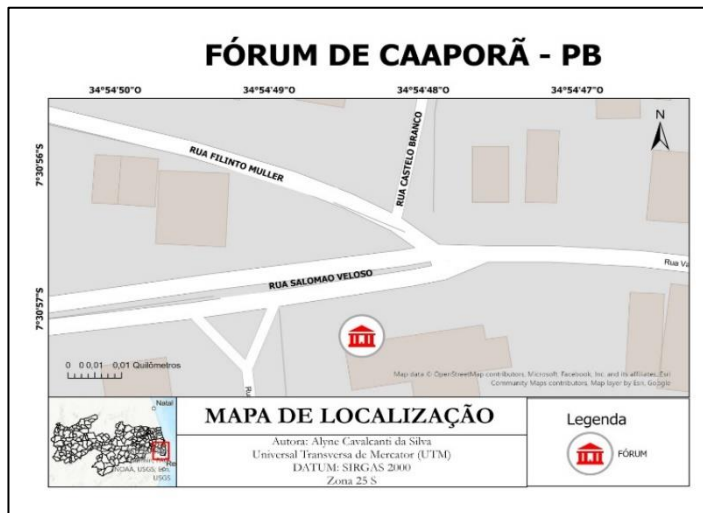 FÓRUM DE CAAPORÃ - PB
34°54'50"O
34°54'49"O
34°54'48"O
34°54'47"O
7°30'56"S
7°30'57"S
N
RUA FILINTO MULLER
RUA CASTELO BRANCO
RUA SALOMAO VELOSO
Rua Va
0 0,01 0,01 Quilômetros
Map data © OpenStreetMap contributors, Microsoft, Facebook, Inc. and its affiliates, Esri
Community Maps contributors, Map layer by Esri, Google
Natal
NOAA, USGS, Esri,
USGS
MAPA DE LOCALIZAÇÃO
Autora: Alyne Cavalcanti da Silva
Universal Transversa de Mercator (UTM)
DATUM: SIRGAS 2000
Zona 25 S
Legenda
FÓRUM